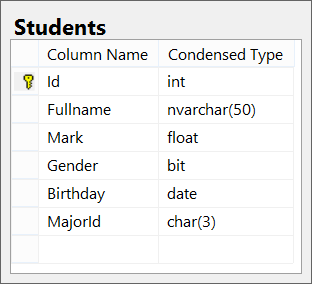 Students
Column Name Condensed Type
Id int
Fullname nvarchar(50)
Mark float
Gender bit
Birthday date
MajorId char(3)